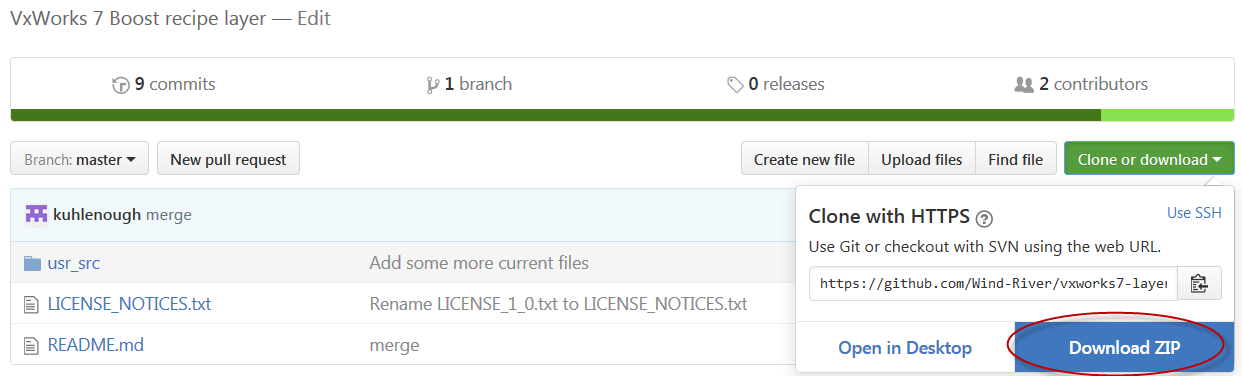 VxWorks 7 Boost recipe layer — Edit
9 commits 1 branch 0 releases 2 contributors
Branch: master New pull request Create new file Upload files Find file Clone or download
kuhlenough merge
usr_src Add some more current files
LICENSE_NOTICES.txt Rename LICENSE_1_0.txt to LICENSE_NOTICES.txt
README.md merge
Clone with HTTPS ?
Use SSH
Use Git or checkout with SVN using the web URL.
https://github.com/Wind-River/vxworks7-layer
Open in Desktop Download ZIP